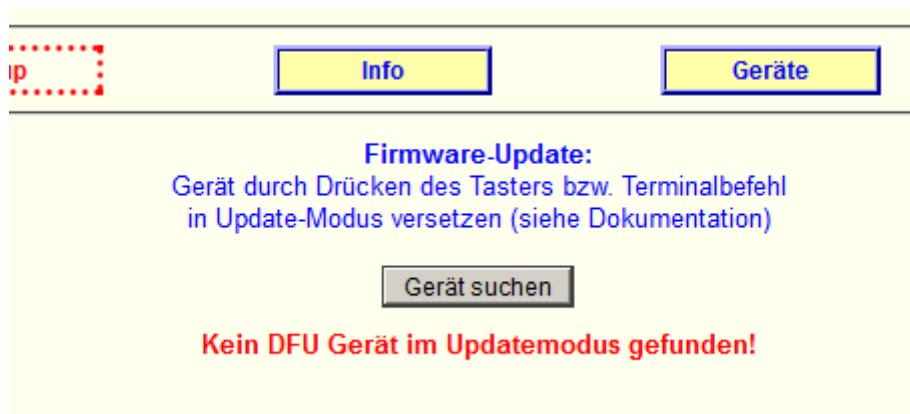 up
Info
Geräte
Firmware-Update:
Gerät durch Drücken des Tasters bzw. Terminalbefehl
in Update-Modus versetzen (siehe Dokumentation)
Gerät suchen
Kein DFU Gerät im Updatemodus gefunden!